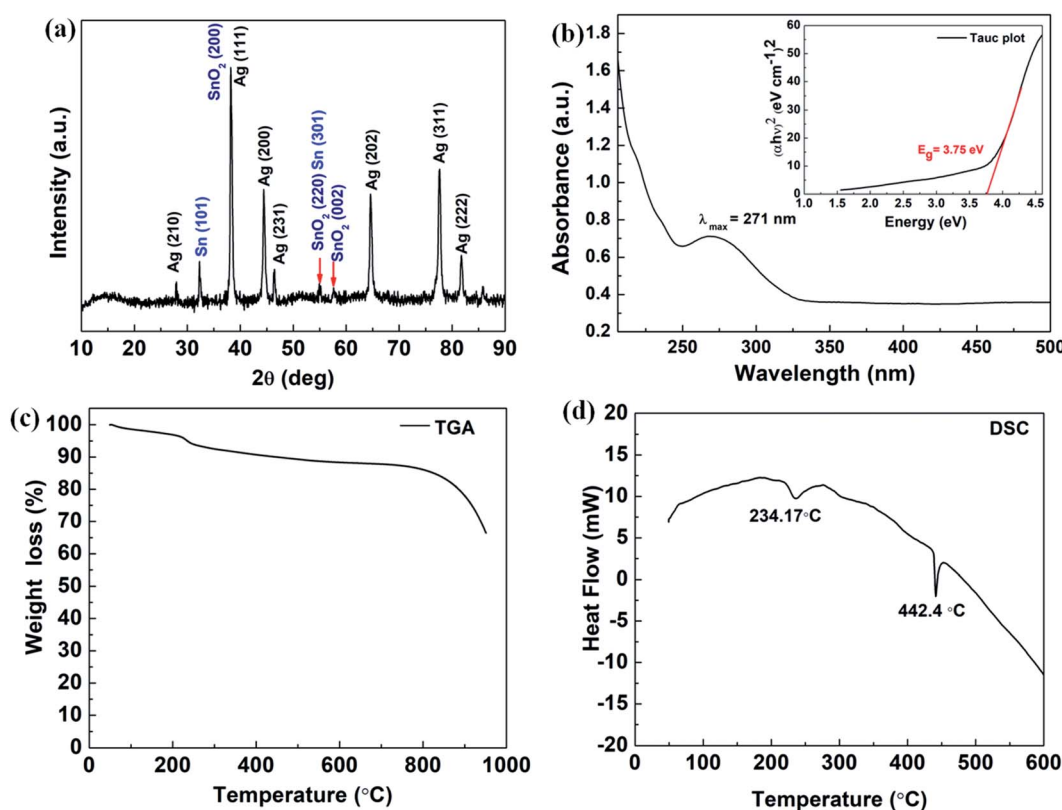 (a)
Intensity (a.u.)
Ag (210)
Sn (101)
SnO2 (200)
Ag (111)
Ag (200)
Ag (231)
SnO2 (220) Sn (301)
SnO2 (002)
Ag (202)
Ag (311)
Ag (222)
10 20 30 40 50 60 70 80 90
2θ (deg)
(b)
Absorbance (a.u.)
1.8
1.6
1.4
1.2
1.0
0.8
0.6
0.4
0.2
λmax = 271 nm
250 300 350 400 450 500
Wavelength (nm)
Tauc plot
(αhν)2 (eV cm-1)2
60
50
40
30
20
10
0
Eg= 3.75 eV
1.0 1.5 2.0 2.5 3.0 3.5 4.0 4.5
Energy (eV)
(c)
TGA
Weight loss (%)
100
90
80
70
60
50
40
30
20
10
0
0 200 400 600 800 1000
Temperature (°C)
(d)
DSC
Heat Flow (mW)
20
15
10
5
0
-5
-10
-15
-20
234.17°C
442.4 °C
0 100 200 300 400 500 600
Temperature (°C)